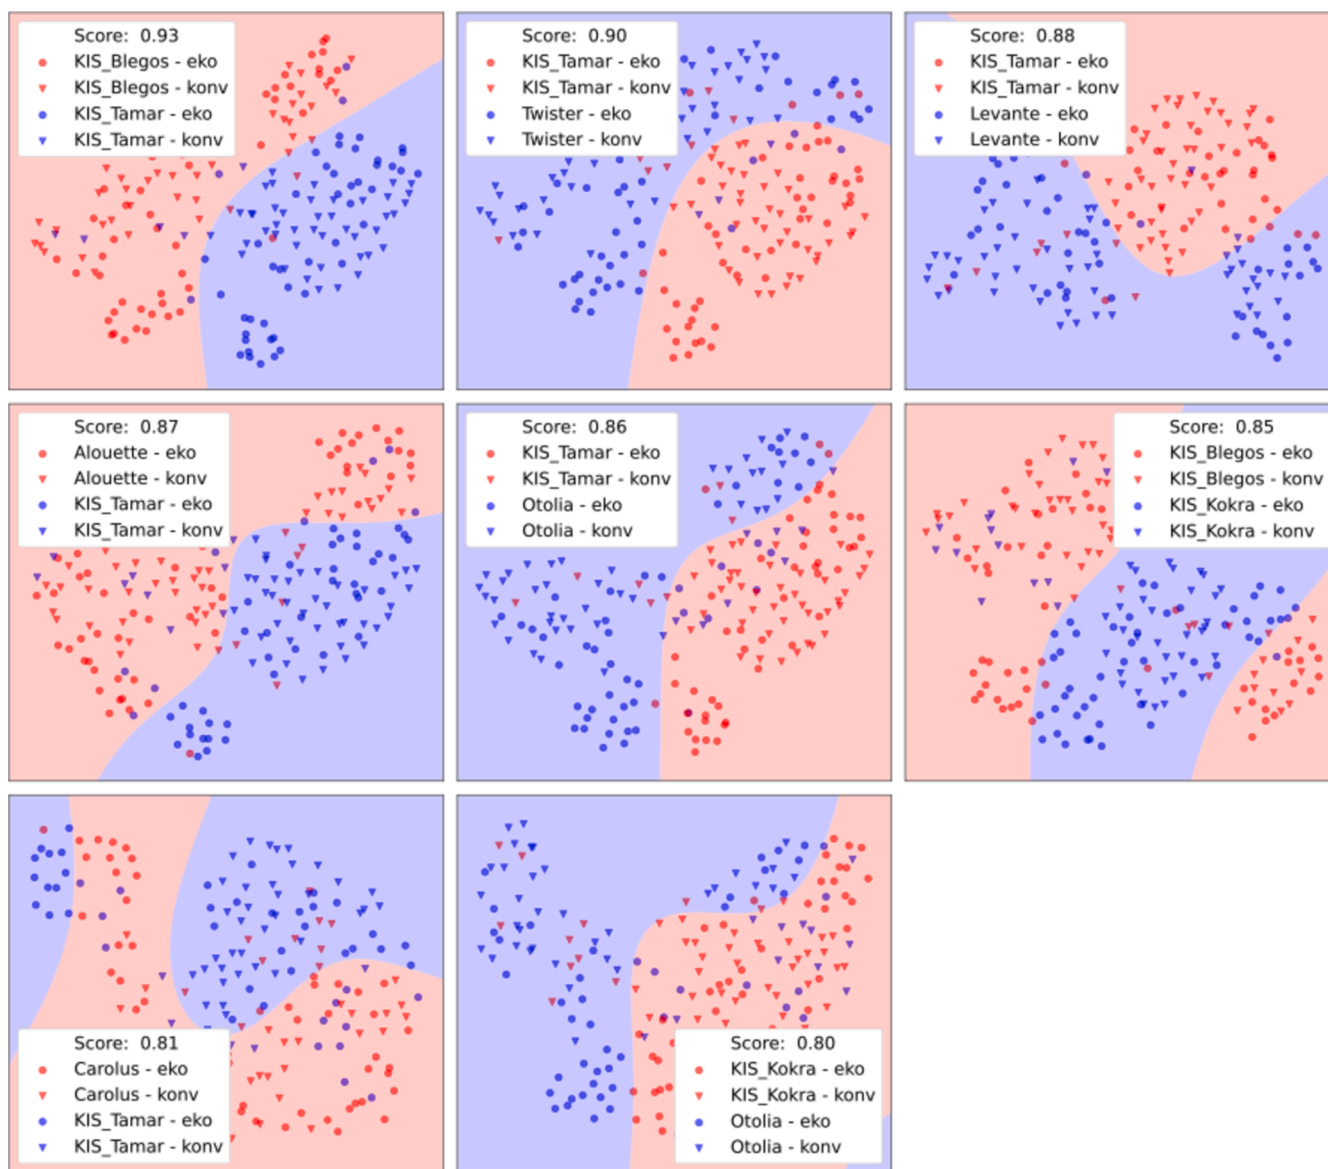 Score: 0.93
KIS_Blegos - eko
KIS_Blegos - konv
KIS_Tamar - eko
KIS_Tamar - konv
Score: 0.90
KIS_Tamar - eko
KIS_Tamar - konv
Twister - eko
Twister - konv
Score: 0.88
KIS_Tamar - eko
KIS_Tamar - konv
Levante - eko
Levante - konv
Score: 0.87
Alouette - eko
Alouette - konv
KIS_Tamar - eko
KIS_Tamar - konv
Score: 0.86
KIS_Tamar - eko
KIS_Tamar - konv
Otolia - eko
Otolia - konv
Score: 0.85
KIS_Blegos - eko
KIS_Blegos - konv
KIS_Kokra - eko
KIS_Kokra - konv
Score: 0.81
Carolus - eko
Carolus - konv
KIS_Tamar - eko
KIS_Tamar - konv
Score: 0.80
KIS_Kokra - eko
KIS_Kokra - konv
Otolia - eko
Otolia - konv